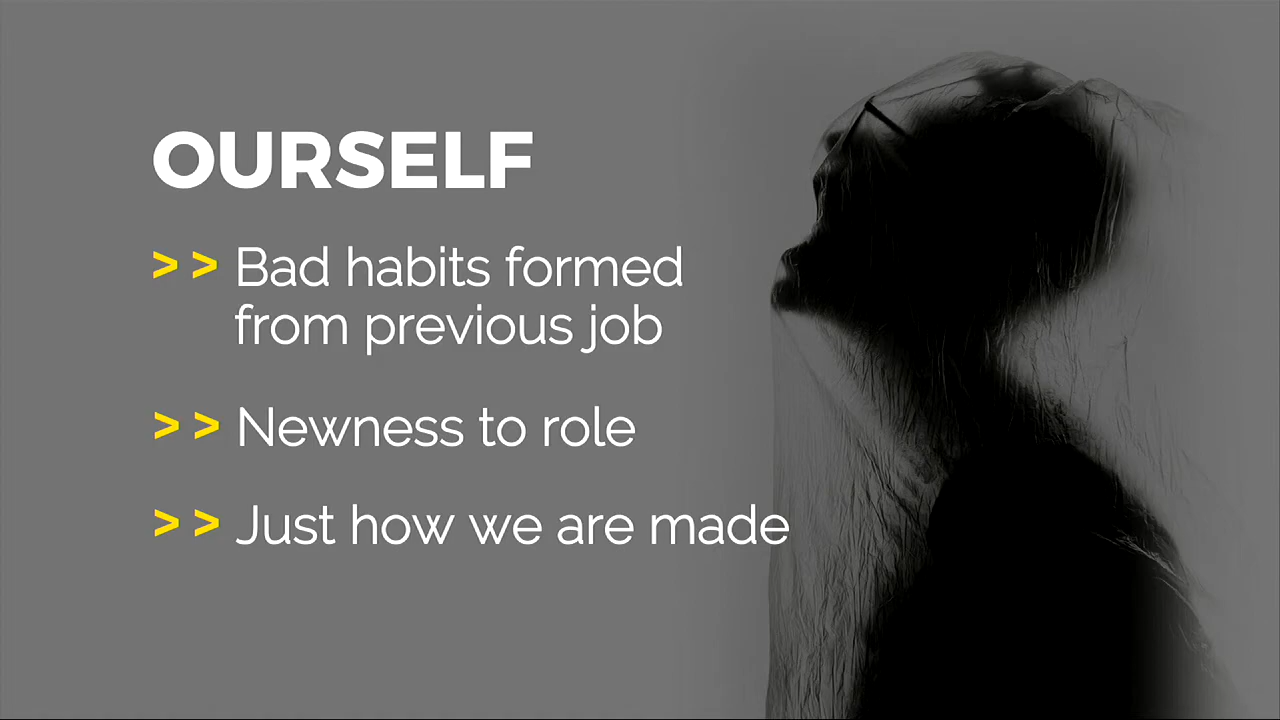 OURSELF
>> Bad habits formed
from previous job
>> Newness to role
>> Just how we are made